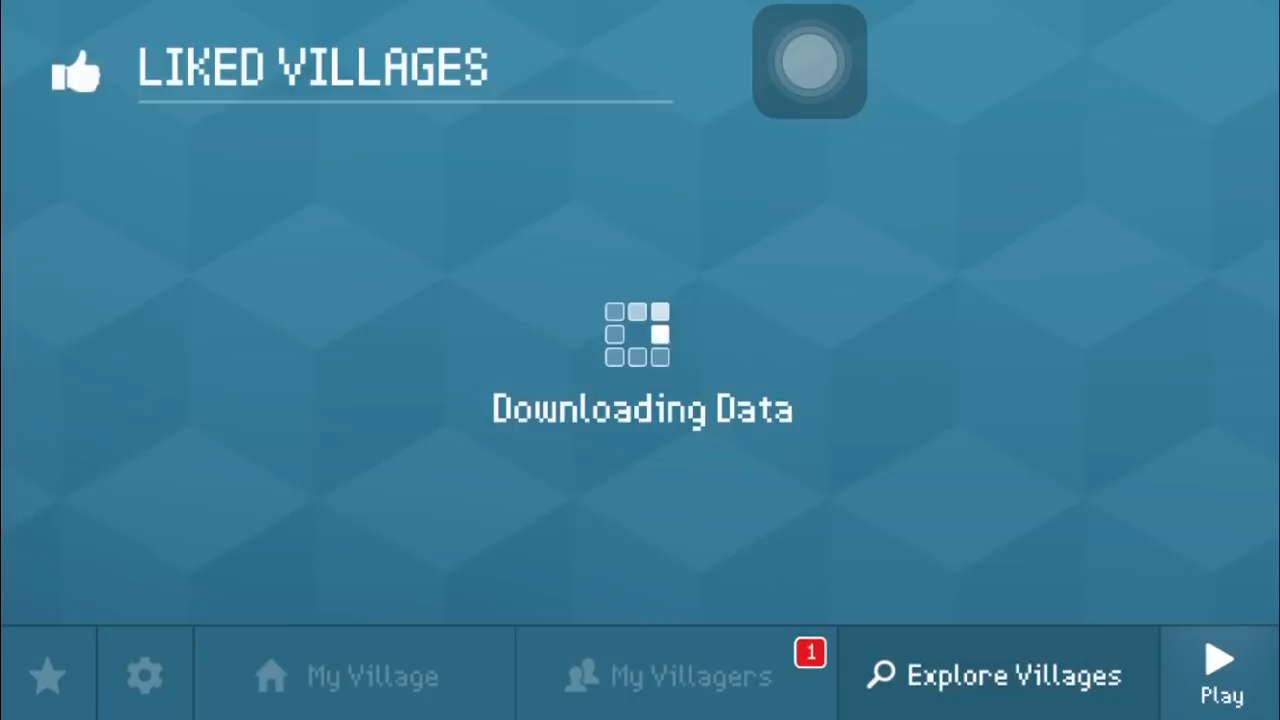 LIKED VILLAGES
Downloading Data
My Village
My Villagers
1
Explore Villages
Play